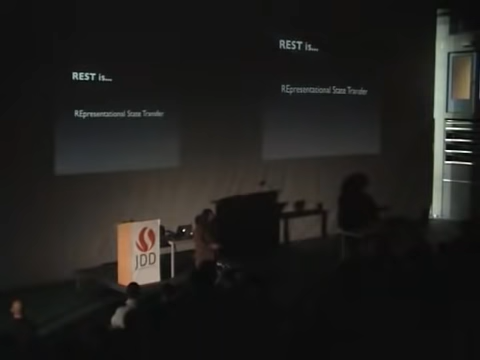 REST is...
REpresentational State Transfer
REST is...
REpresentational State Transfer
JDD